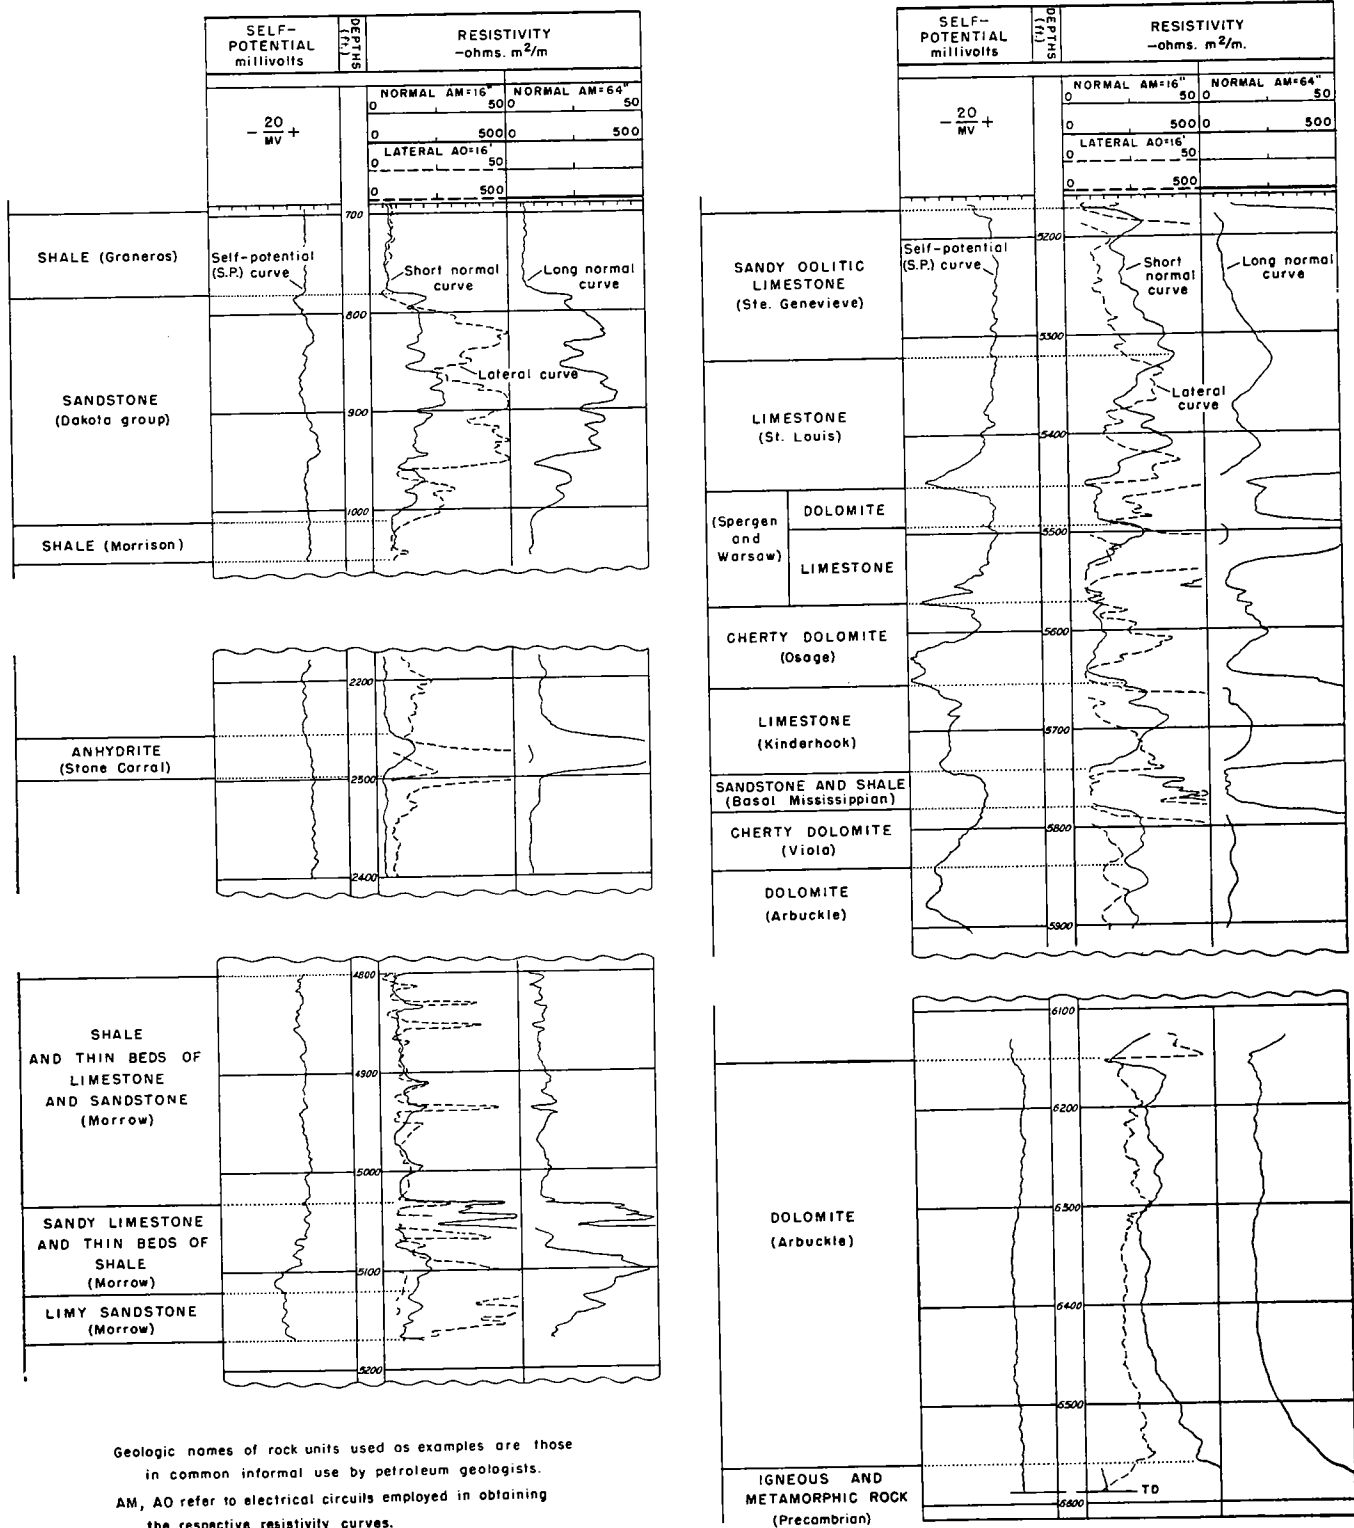 SELF-
POTENTIAL
millivolts
DEPTHS
(ft.)
RESISTIVITY
-ohms. m²/m
NORMAL AM=16"
NORMAL AM=64"
0 50 0 50
- 20/MV +
0 500 0 500
LATERAL AO=16'
0 50
0 500
SHALE (Graneros)
700
Self-potential
(S.P.) curve
Short normal
curve
Long normal
curve
800
Lateral curve
SANDSTONE
(Dakota group)
900
1000
SHALE (Morrison)
2200
ANHYDRITE
(Stone Corral)
2500
2400
4800
SHALE
AND THIN BEDS OF
LIMESTONE
AND SANDSTONE
(Morrow)
4900
5000
SANDY LIMESTONE
AND THIN BEDS OF
SHALE
(Morrow)
5100
LIMY SANDSTONE
(Morrow)
5200
Geologic names of rock units used as examples are those
in common informal use by petroleum geologists.
AM, AO refer to electrical circuits employed in obtaining
the respective resistivity curves.
SELF-
POTENTIAL
millivolts
DEPTHS
(ft.)
RESISTIVITY
-ohms. m²/m.
NORMAL AM=16"
NORMAL AM=64"
0 50 0 50
- 20/MV +
0 500 0 500
LATERAL AO=16'
0 50
0 500
5200
Self-potential
(S.P.) curve
SANDY OOLITIC
LIMESTONE
(Ste. Genevieve)
Short
normal
curve
Long normal
curve
5300
Lateral
curve
LIMESTONE
(St. Louis)
5400
(Spergen
and
Warsaw)
DOLOMITE
5500
LIMESTONE
CHERTY DOLOMITE
(Osage)
5600
LIMESTONE
(Kinderhook)
5700
SANDSTONE AND SHALE
(Basal Mississippian)
CHERTY DOLOMITE
(Viola)
5800
DOLOMITE
(Arbuckle)
5900
6100
6200
DOLOMITE
(Arbuckle)
6300
6400
6500
IGNEOUS AND
METAMORPHIC ROCK
(Precambrian)
TD
6600